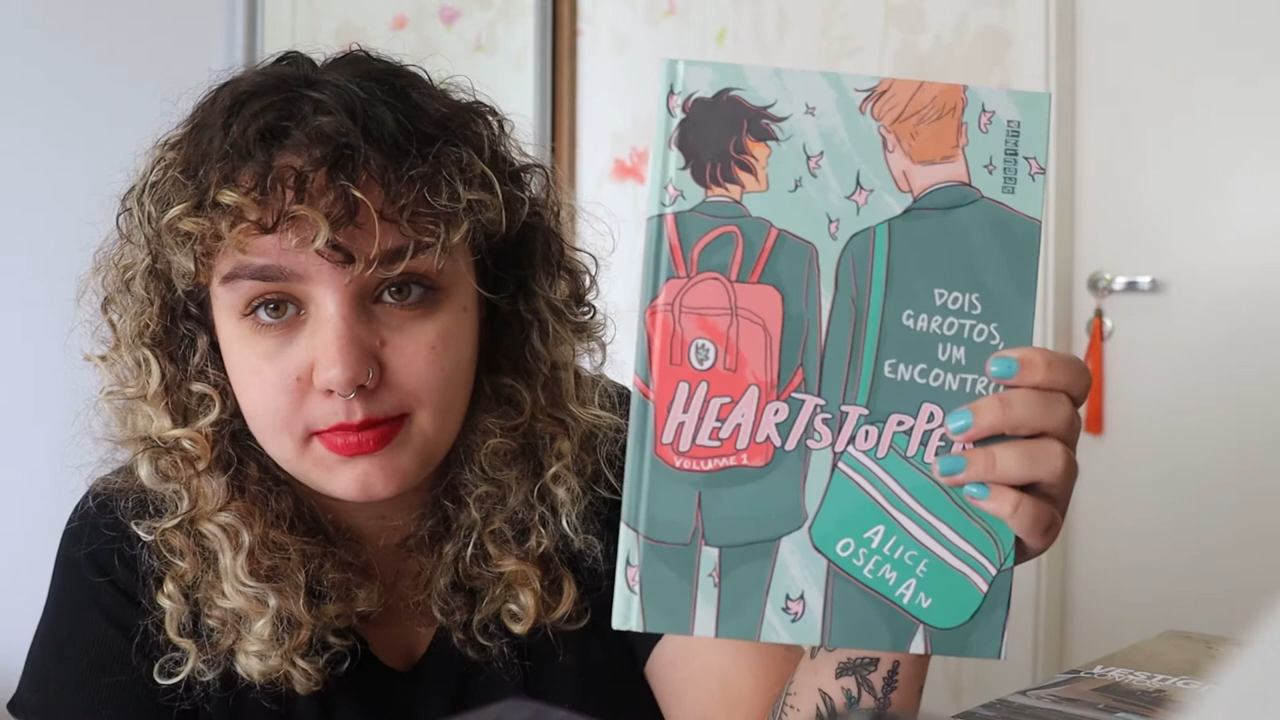 DOIS
GAROTOS,
UM
ENCONTRO
HEARTSTOPPER
VOLUME 1
ALICE
OSEMAN